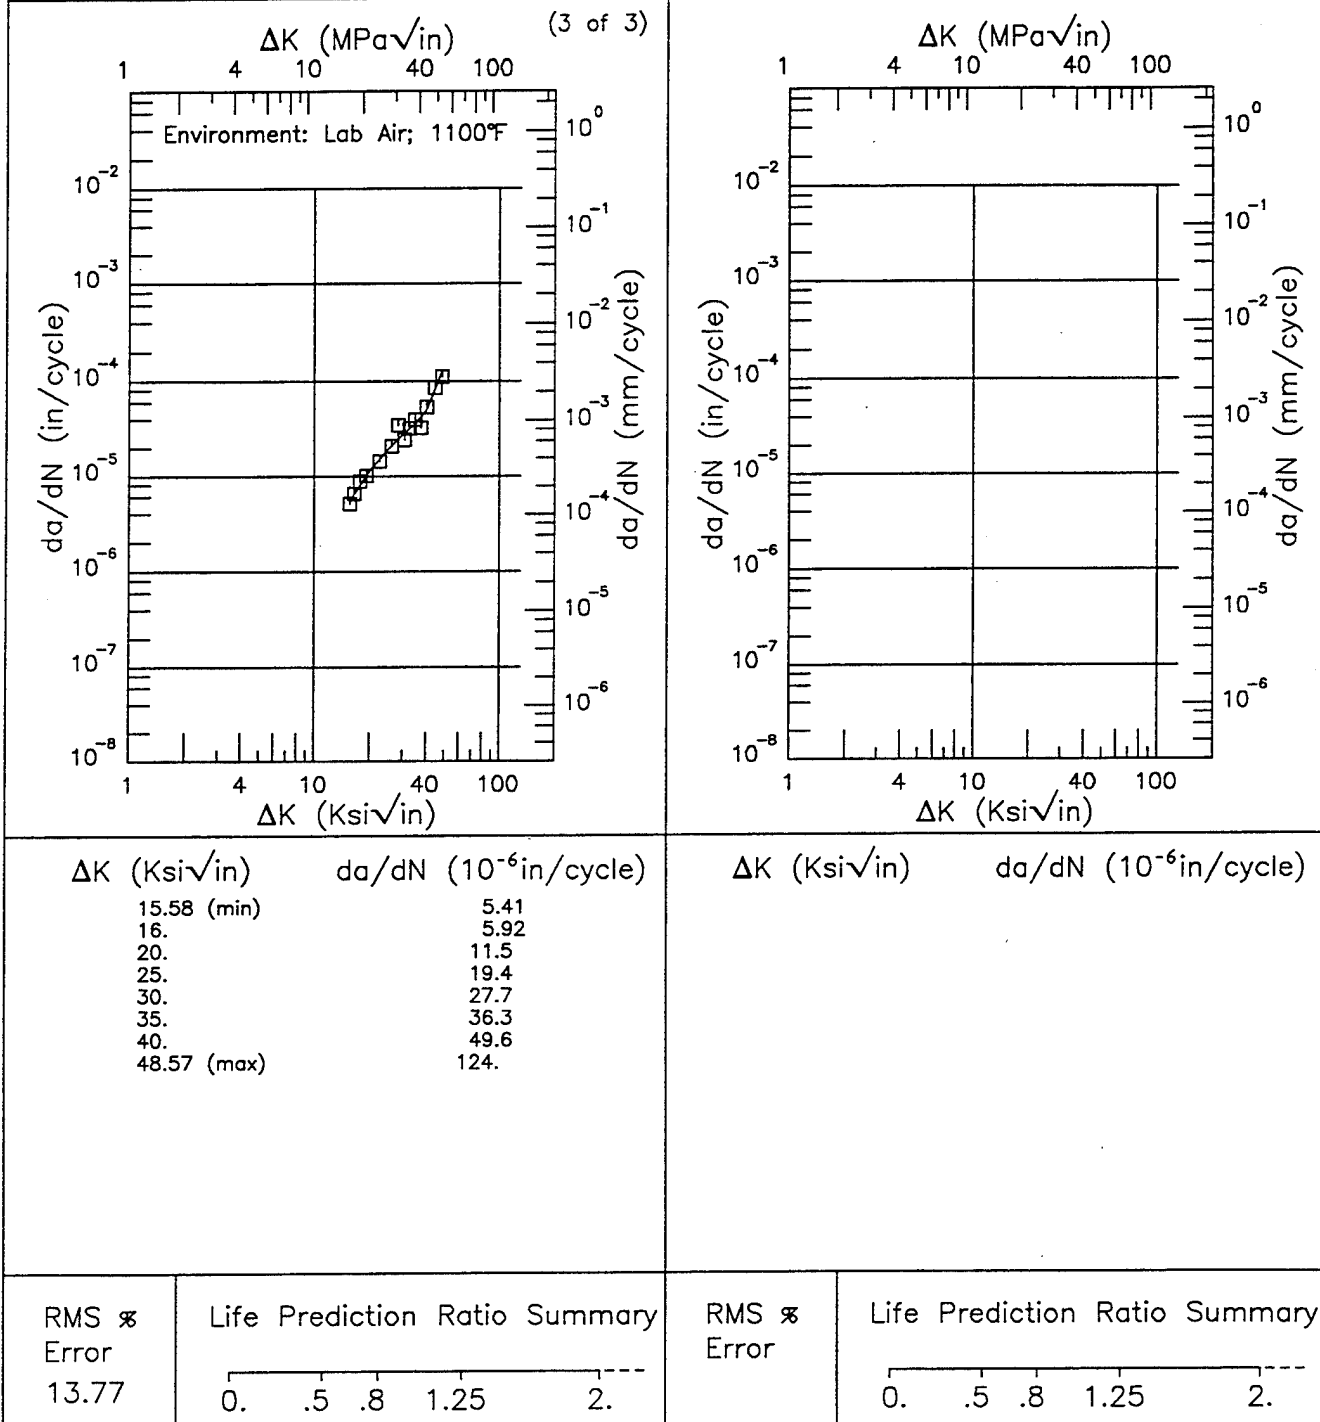 (3 of 3)
ΔK (MPa√in)
1 4 10 40 100
Environment: Lab Air; 1100°F
10⁻²
10⁻³
10⁻⁴
10⁻⁵
10⁻⁶
10⁻⁷
10⁻⁸
da/dN (in/cycle)
10⁰
10⁻¹
10⁻²
10⁻³
10⁻⁴
10⁻⁵
10⁻⁶
da/dN (mm/cycle)
1 4 10 40 100
ΔK (Ksi√in)
ΔK (Ksi√in) da/dN (10⁻⁶in/cycle)
15.58 (min) 5.41
16. 5.92
20. 11.5
25. 19.4
30. 27.7
35. 36.3
40. 49.6
48.57 (max) 124.
RMS %
Error
13.77
Life Prediction Ratio Summary
0. .5 .8 1.25 2.
ΔK (MPa√in)
1 4 10 40 100
10⁻²
10⁻³
10⁻⁴
10⁻⁵
10⁻⁶
10⁻⁷
10⁻⁸
da/dN (in/cycle)
10⁰
10⁻¹
10⁻²
10⁻³
10⁻⁴
10⁻⁵
10⁻⁶
da/dN (mm/cycle)
1 4 10 40 100
ΔK (Ksi√in)
ΔK (Ksi√in) da/dN (10⁻⁶in/cycle)
RMS %
Error
Life Prediction Ratio Summary
0. .5 .8 1.25 2.